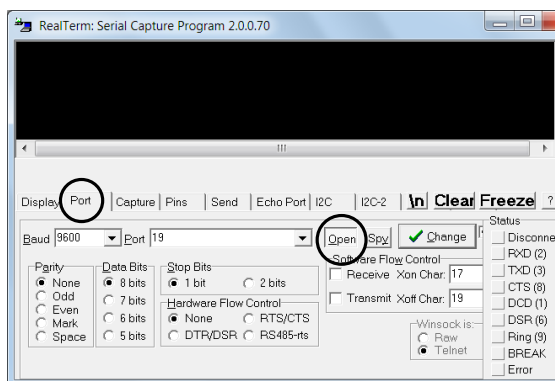 RealTerm: Serial Capture Program 2.0.0.70
Display Port Capture Pins Send Echo Port I2C I2C-2 \n Clear Freeze ?
Status
Baud 9600 Port 19 Open Spy Change
Disconne
Software Flow Control
RXD (2)
Parity Data Bits Stop Bits
Receive Xon Char: 17
TXD (3)
None 8 bits 1 bit 2 bits
CTS (8)
Odd 7 bits
Transmit Xoff Char: 19
DCD (1)
Even Hardware Flow Control
DSR (6)
Mark 6 bits None RTS/CTS
Winsock is:
Ring (9)
Space 5 bits DTR/DSR RS485-rts
Raw
BREAK
Telnet
Error